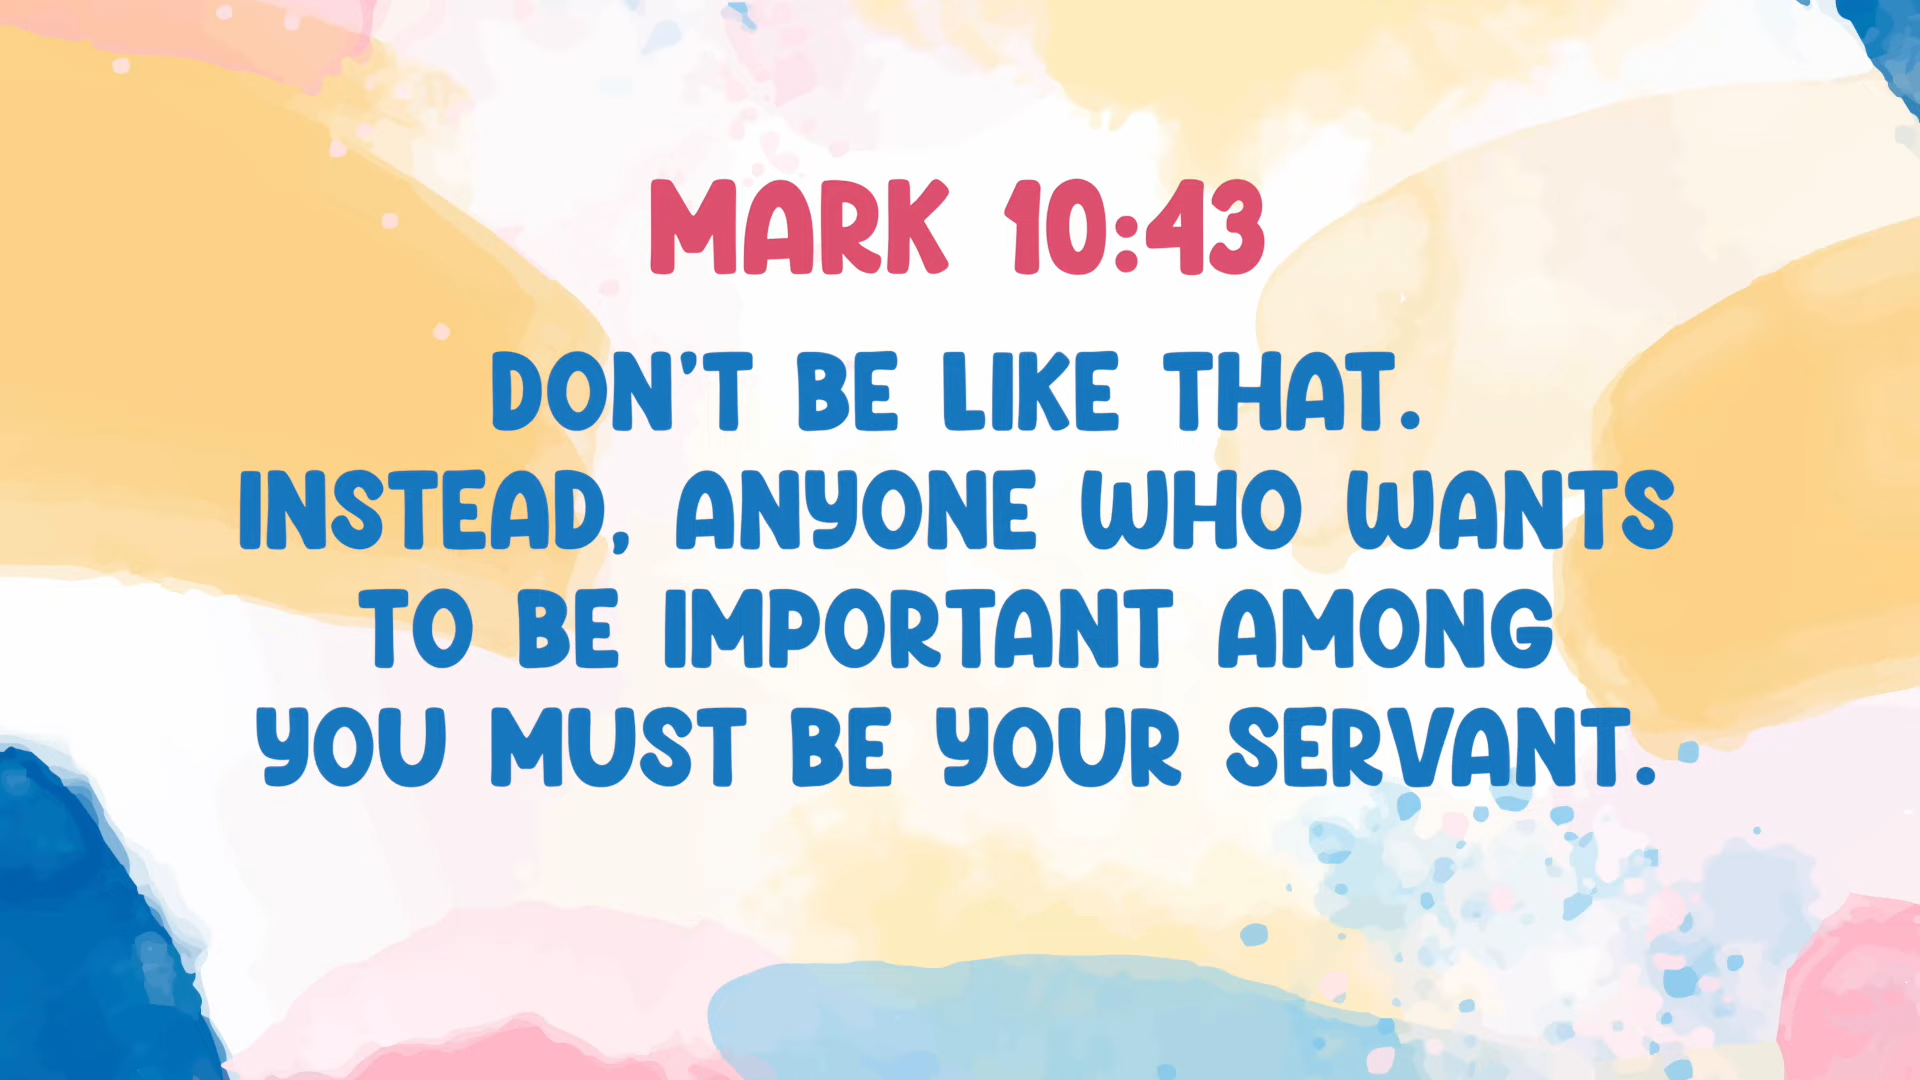 MARK 10:43
DON'T BE LIKE THAT.
INSTEAD, ANYONE WHO WANTS
TO BE IMPORTANT AMONG
YOU MUST BE YOUR SERVANT.